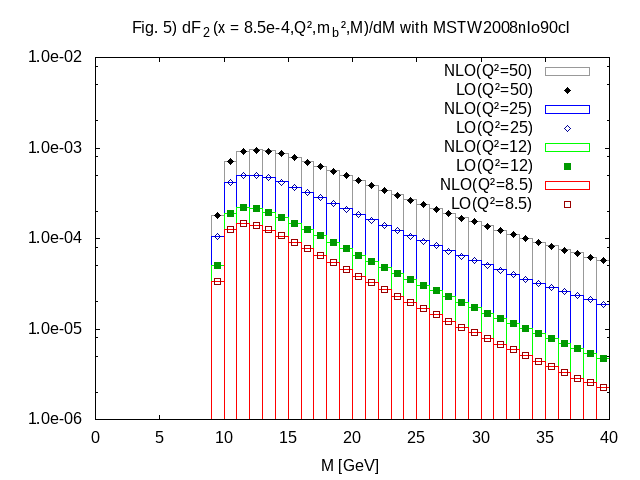 Fig. 5) dF₂(x = 8.5e-4,Q²,m_b²,M)/dM with MSTW2008nlo90cl
1.0e-02
NLO(Q²=50)
LO(Q²=50)
NLO(Q²=25)
LO(Q²=25)
NLO(Q²=12)
LO(Q²=12)
NLO(Q²=8.5)
LO(Q²=8.5)
1.0e-03
1.0e-04
1.0e-05
1.0e-06
0 5 10 15 20 25 30 35 40
M [GeV]